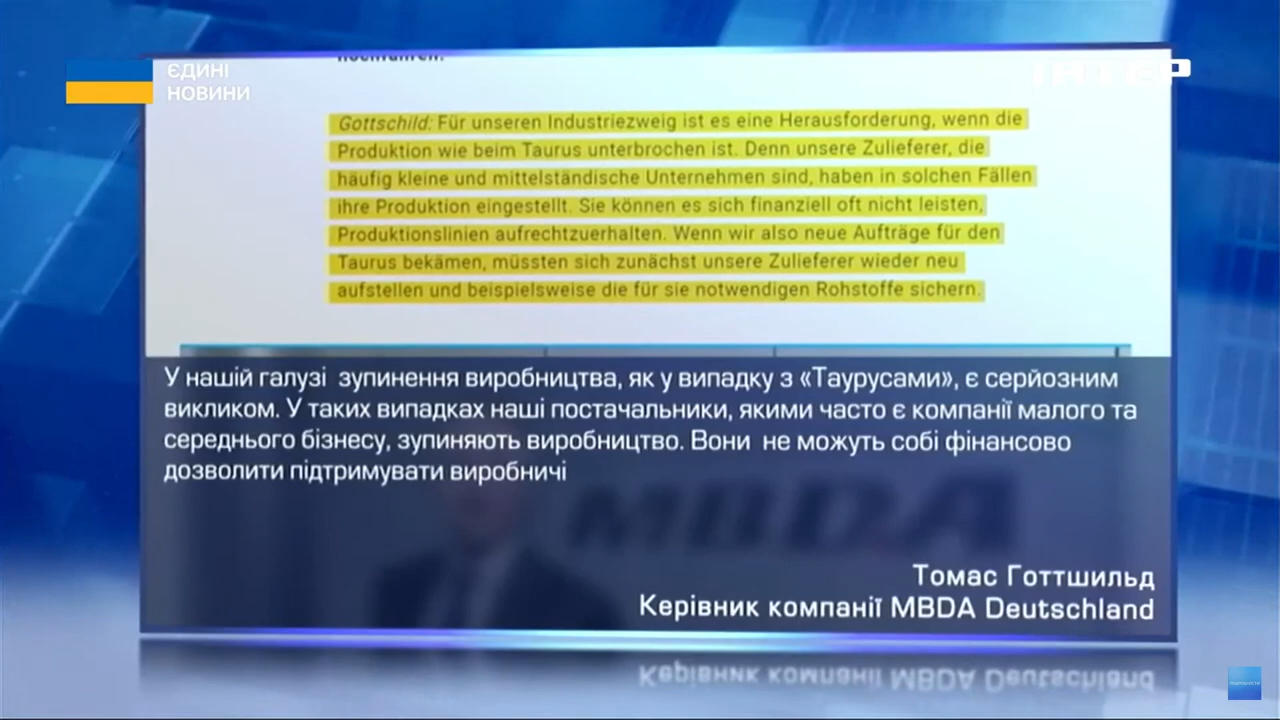 ЄДИНІ
НОВИНИ
ІНТЕР
hochfahren.
Gottschild: Für unseren Industriezweig ist es eine Herausforderung, wenn die
Produktion wie beim Taurus unterbrochen ist. Denn unsere Zulieferer, die
häufig kleine und mittelständische Unternehmen sind, haben in solchen Fällen
ihre Produktion eingestellt. Sie können es sich finanziell oft nicht leisten,
Produktionslinien aufrechtzuerhalten. Wenn wir also neue Aufträge für den
Taurus bekämen, müssten sich zunächst unsere Zulieferer wieder neu
aufstellen und beispielsweise die für sie notwendigen Rohstoffe sichern.
У нашій галузі зупинення виробництва, як у випадку з «Таурусами», є серйозним
викликом. У таких випадках наші постачальники, якими часто є компанії малого та
середнього бізнесу, зупиняють виробництво. Вони не можуть собі фінансово
дозволити підтримувати виробничі
MBDA
Томас Готтшильд
Керівник компанії MBDA Deutschland